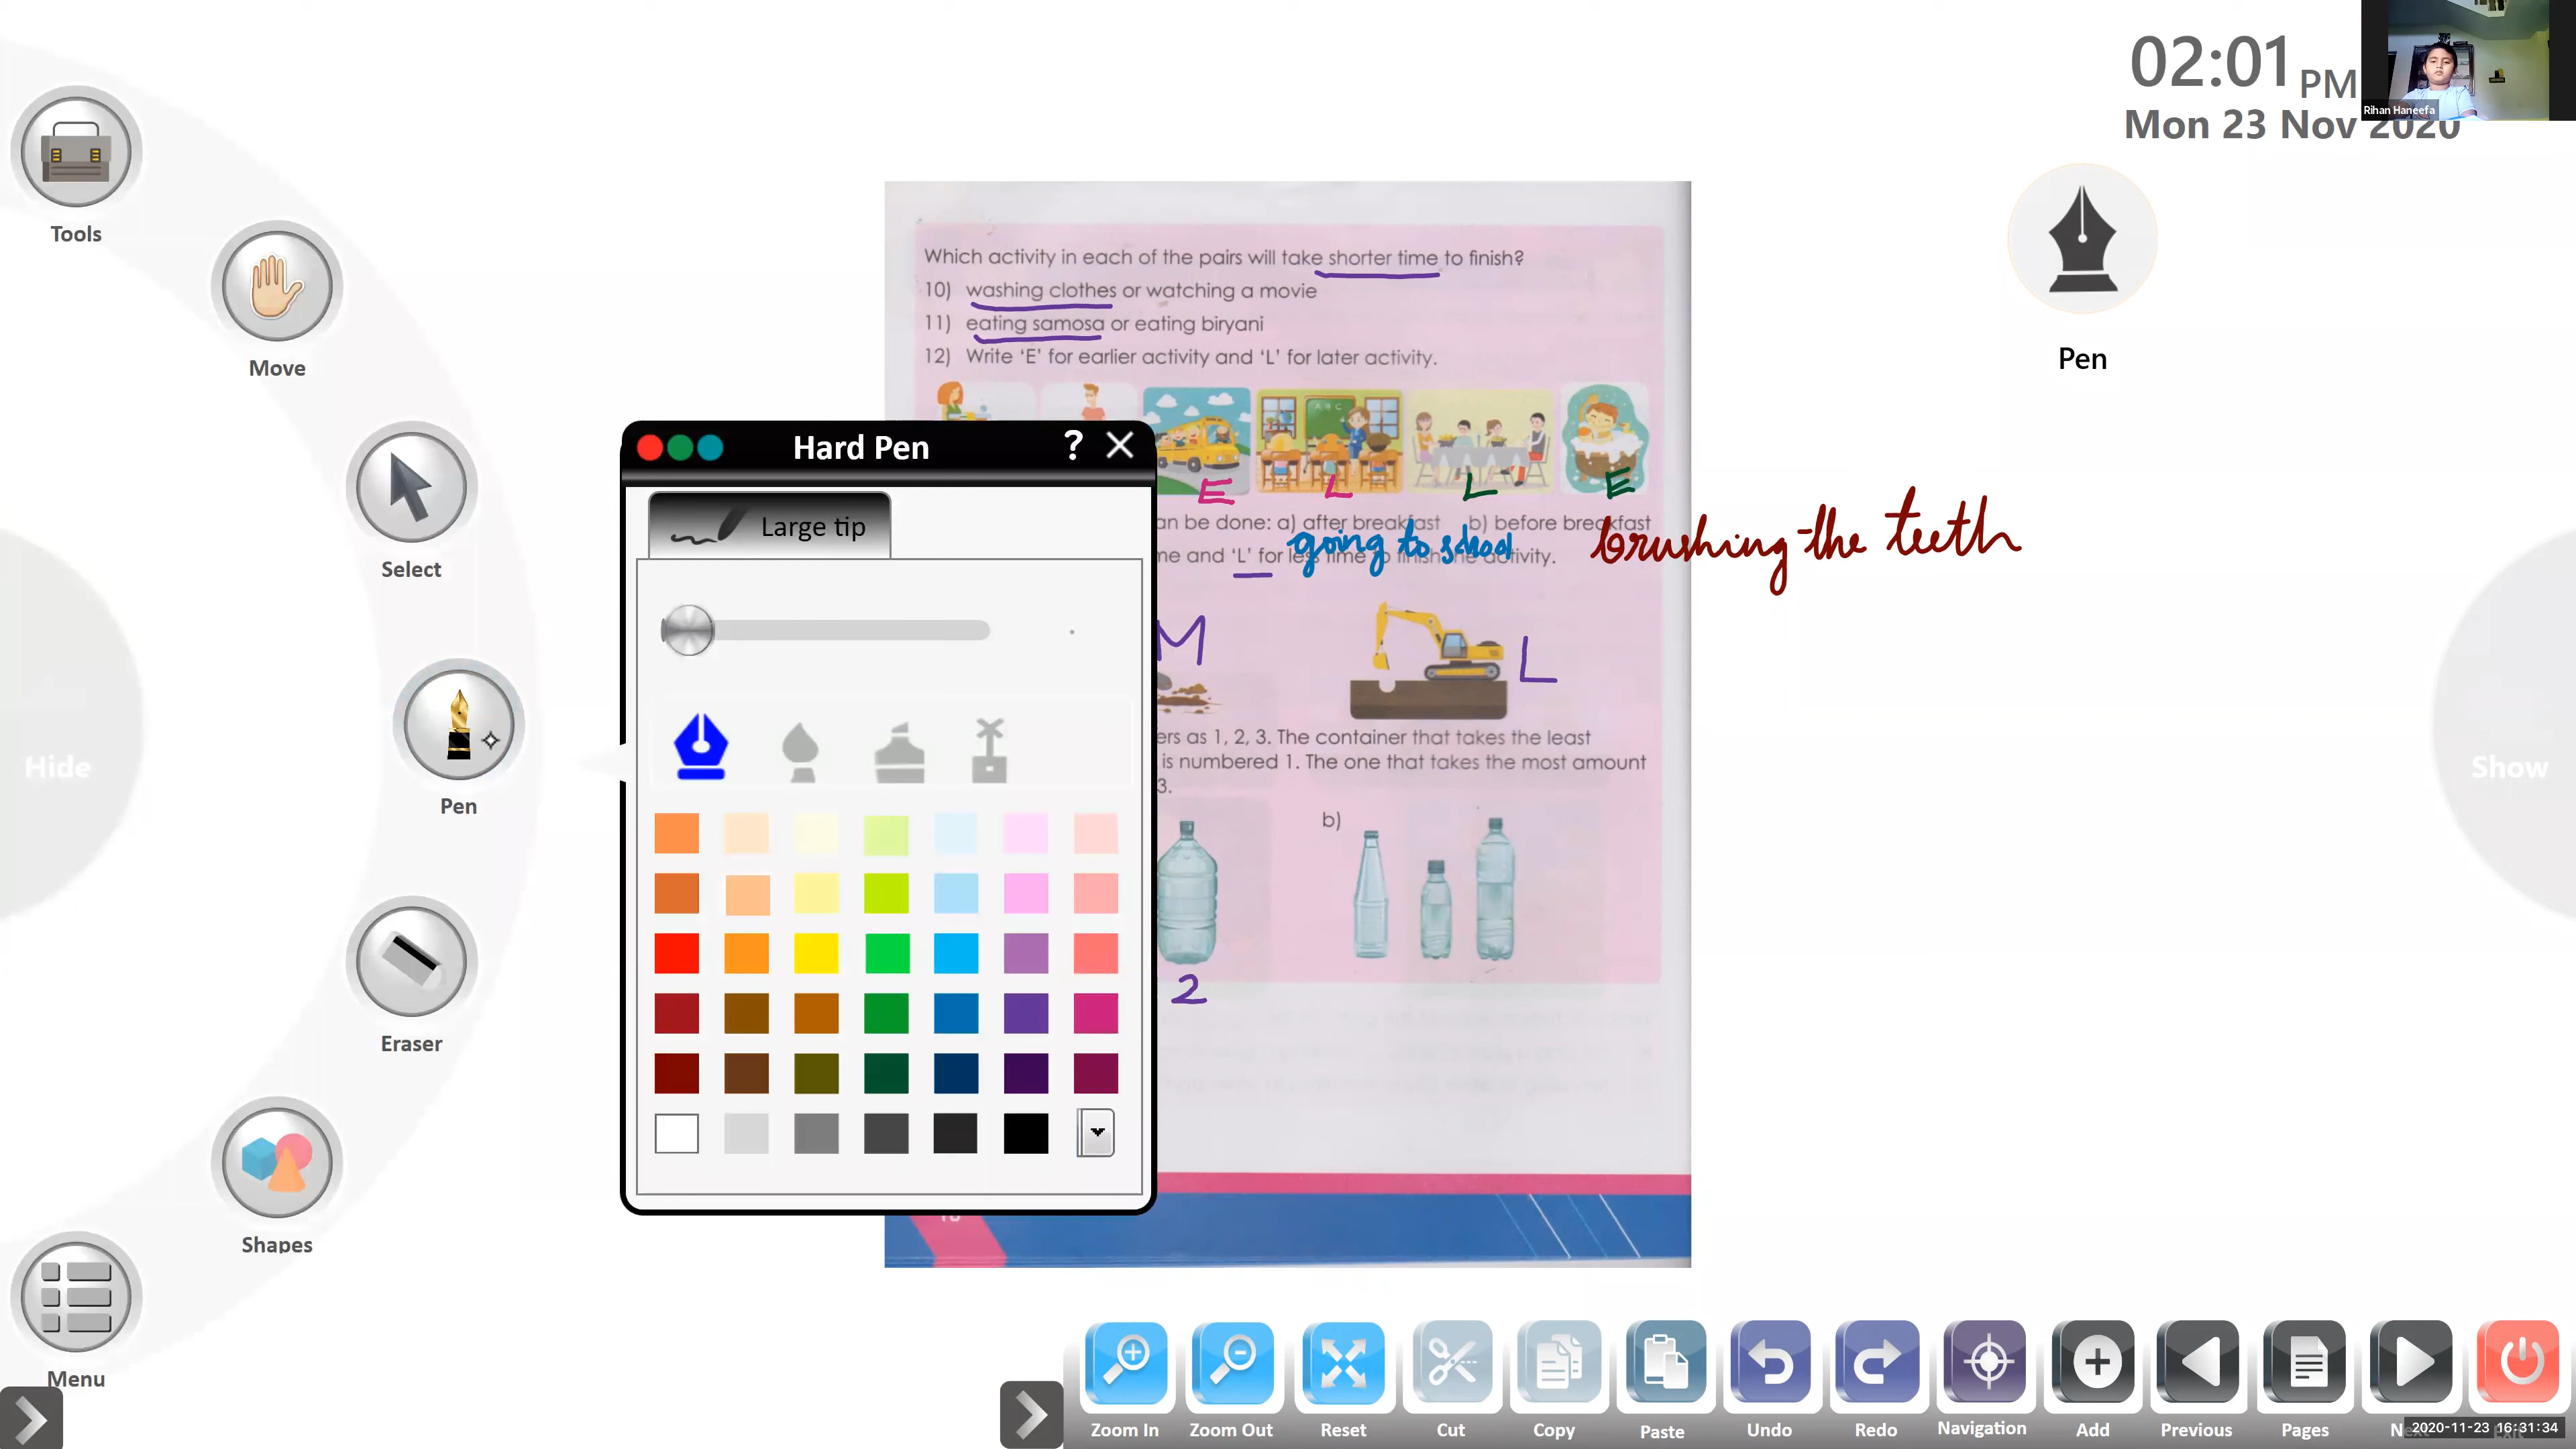 02:01 PM
Mon 23 Nov 2020
Rihan Haneefa
Tools
Move
Select
Pen
Eraser
Shapes
Menu
Hide
Show
Pen
Hard Pen ? X
Large tip
Which activity in each of the pairs will take shorter time to finish?
10) washing clothes or watching a movie
11) eating samosa or eating biryani
12) Write 'E' for earlier activity and 'L' for later activity.
ABC
E L L E
an be done: a) after breakfast b) before breakfast
going to school brushing the teeth
me and 'L' for less time to finish the activity.
M L
ers as 1, 2, 3. The container that takes the least
is numbered 1. The one that takes the most amount
3.
b)
2
Zoom In Zoom Out Reset Cut Copy Paste Undo Redo Navigation Add Previous Pages
2020-11-23 16:31:34